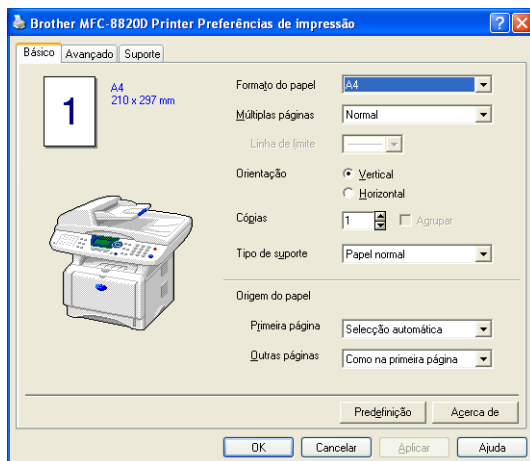 Brother MFC-8820D Printer Preferências de impressão
Básico Avançado Suporte
1
A4
210 x 297 mm
Formato do papel A4
Múltiplas páginas Normal
Linha de limite
Orientação Vertical
Horizontal
Cópias 1 Agrupar
Tipo de suporte Papel normal
Origem do papel
Primeira página Selecção automática
Outras páginas Como na primeira página
Predefinição Acerca de
OK Cancelar Aplicar Ajuda